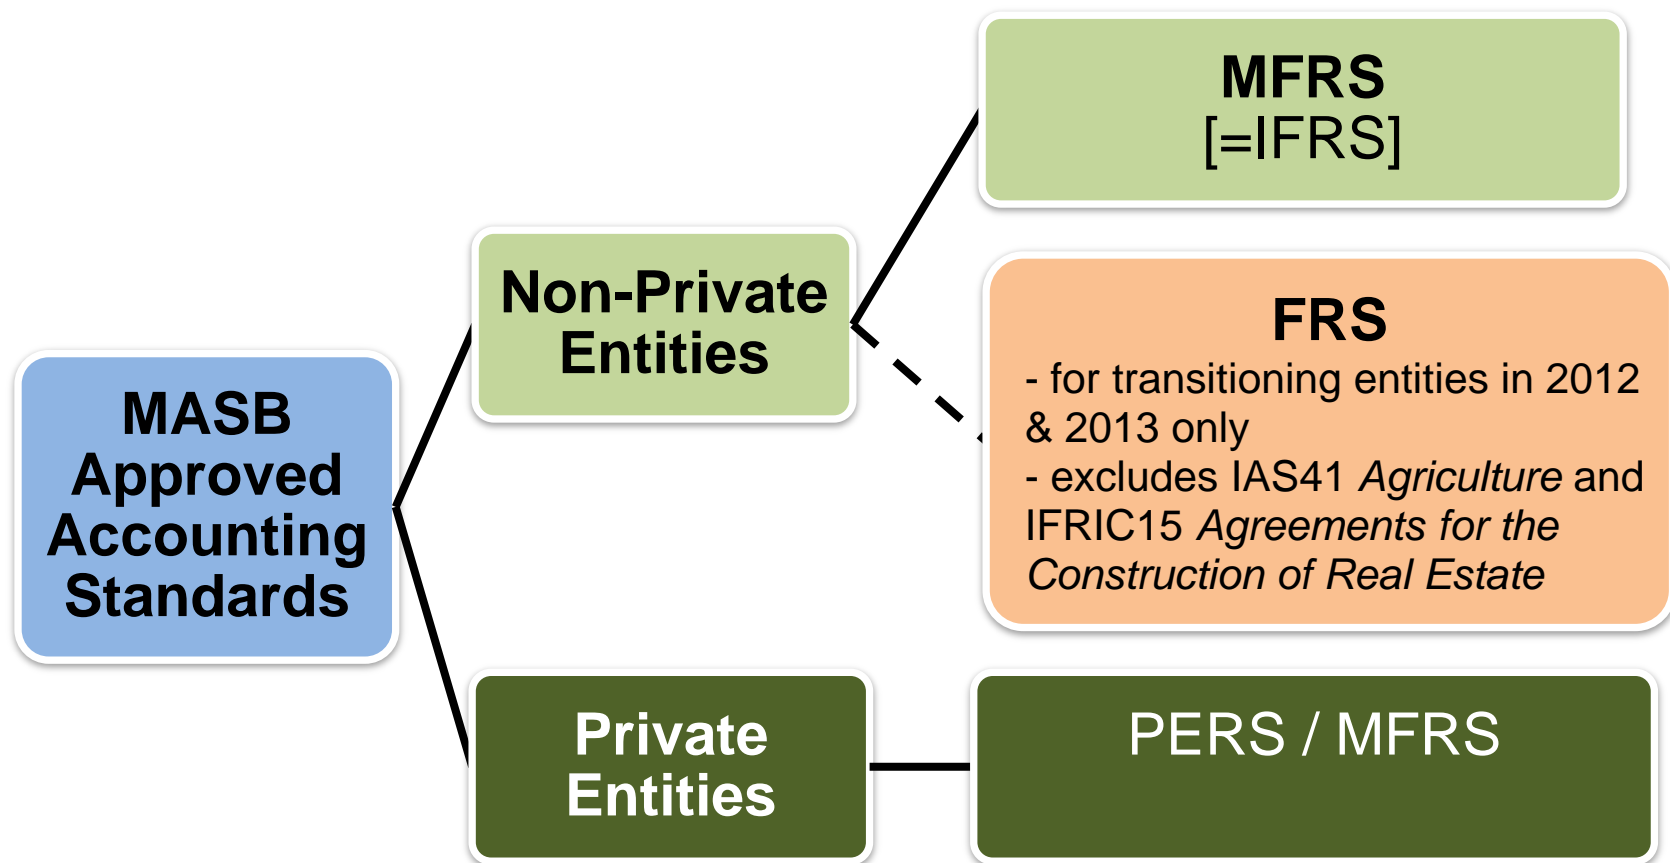 MFRS
[=IFRS]
Non-Private
Entities
FRS
- for transitioning entities in 2012
& 2013 only
- excludes IAS41 Agriculture and
IFRIC15 Agreements for the
Construction of Real Estate
MASB
Approved
Accounting
Standards
Private
Entities
PERS / MFRS